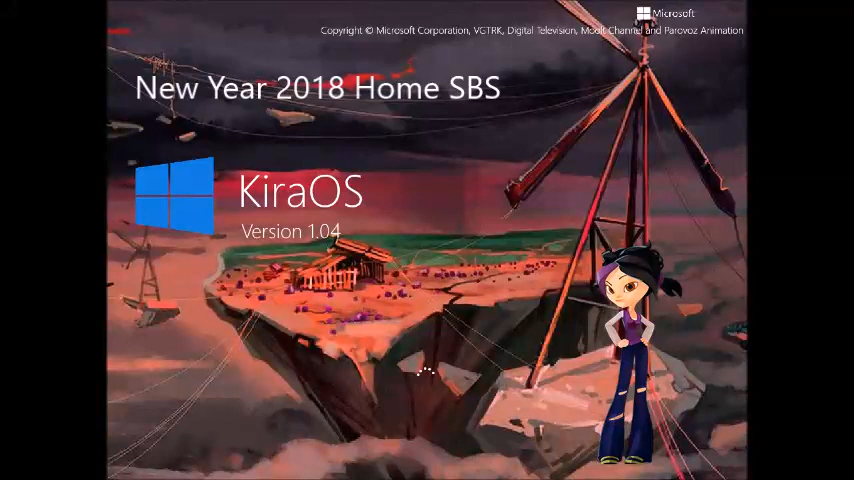 Microsoft
Copyright © Microsoft Corporation, VGTRK, Digital Television, Moolt Channel and Parovoz Animation
New Year 2018 Home SBS
KiraOS
Version 1.04